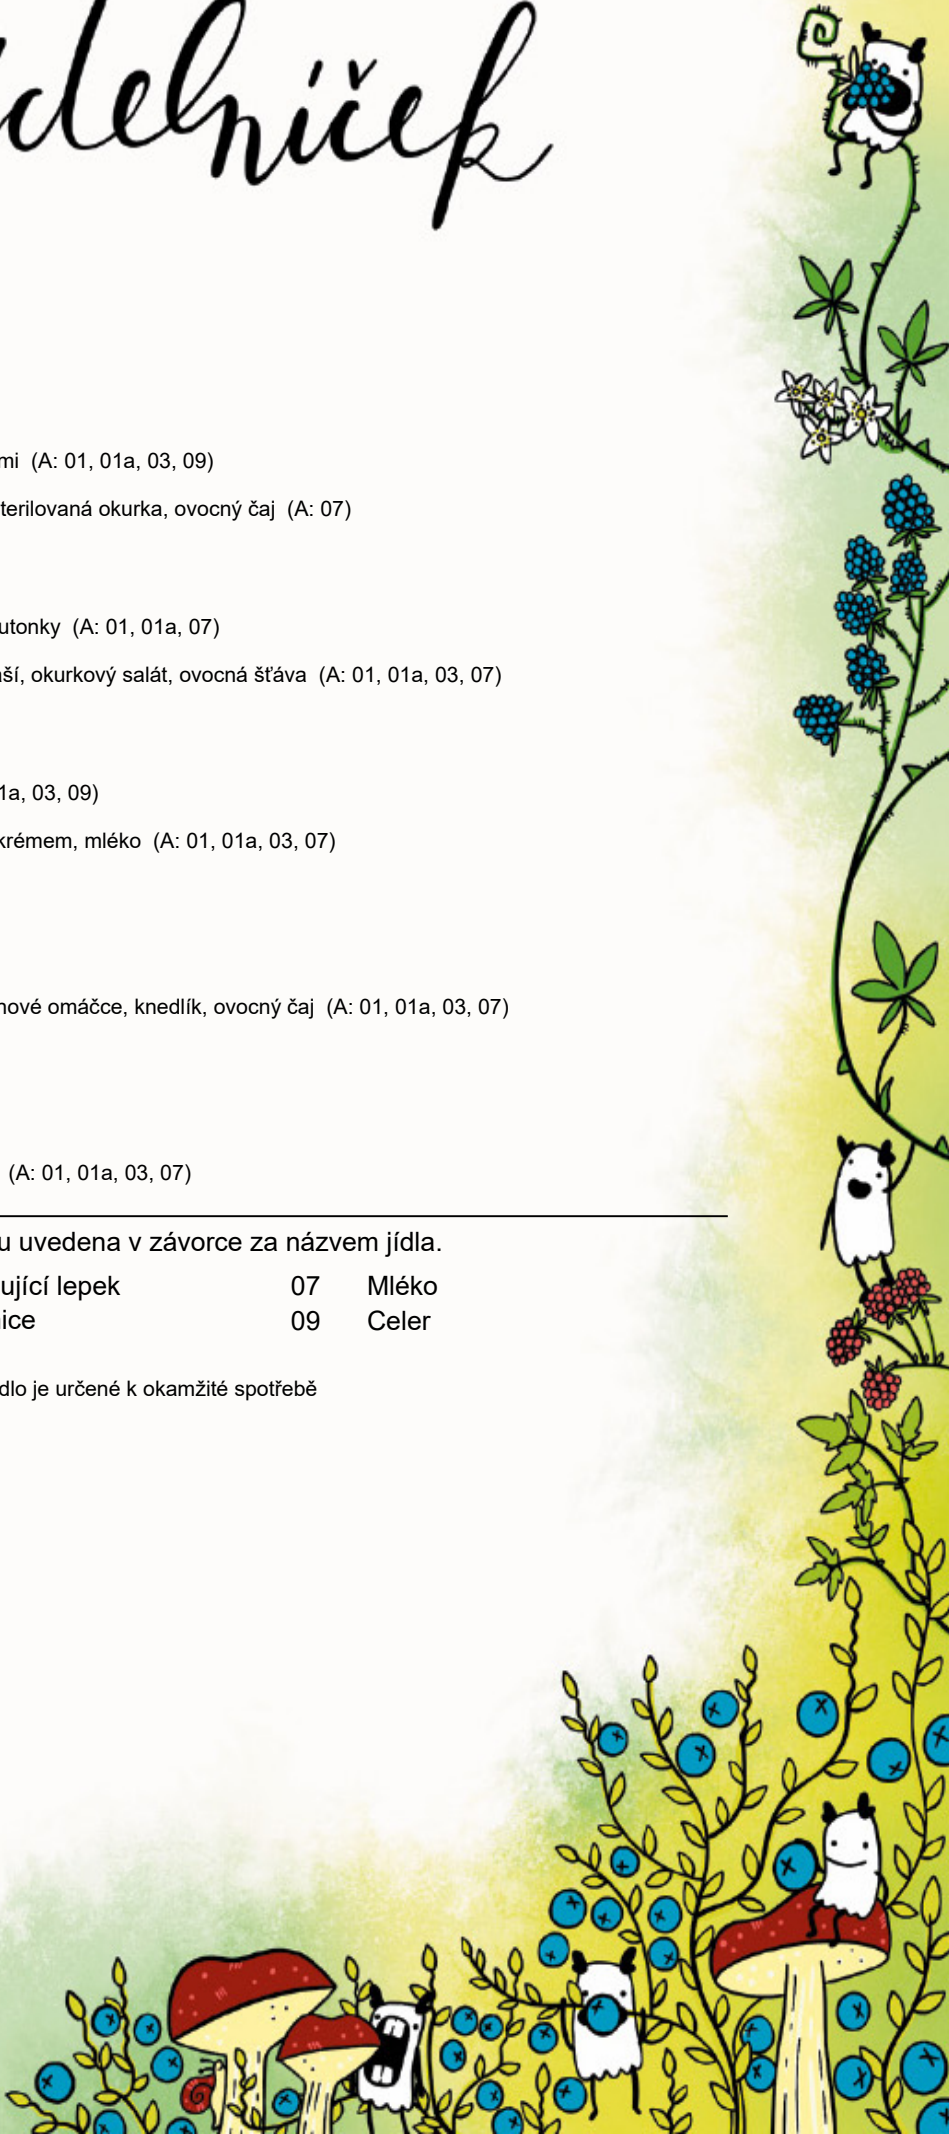 delníček
mi (A: 01, 01a, 03, 09)
terilovaná okurka, ovocný čaj (A: 07)
utonky (A: 01, 01a, 07)
ší, okurkový salát, ovocná šťáva (A: 01, 01a, 03, 07)
1a, 03, 09)
krémem, mléko (A: 01, 01a, 03, 07)
nové omáčce, knedlík, ovocný čaj (A: 01, 01a, 03, 07)
(A: 01, 01a, 03, 07)
u uvedena v závorce za názvem jídla.
ující lepek 07 Mléko
nice 09 Celer
dlo je určené k okamžité spotřebě